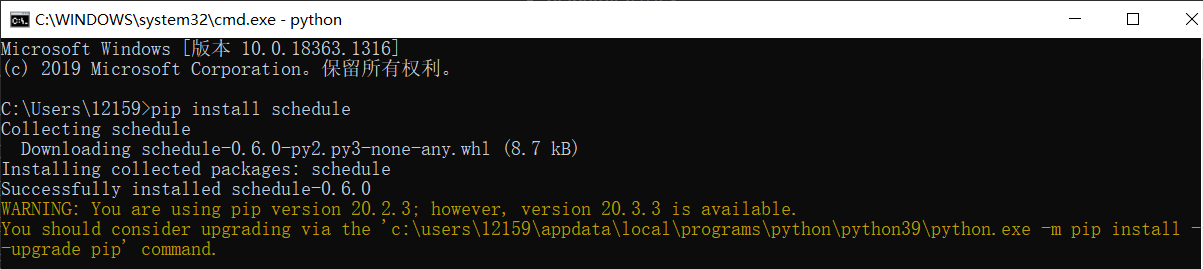 C:\WINDOWS\system32\cmd.exe - python
Microsoft Windows [版本 10.0.18363.1316]
(c) 2019 Microsoft Corporation。保留所有权利。
C:\Users\12159>pip install schedule
Collecting schedule
  Downloading schedule-0.6.0-py2.py3-none-any.whl (8.7 kB)
Installing collected packages: schedule
Successfully installed schedule-0.6.0
WARNING: You are using pip version 20.2.3; however, version 20.3.3 is available.
You should consider upgrading via the 'c:\users\12159\appdata\local\programs\python\python39\python.exe -m pip install -
-upgrade pip' command.